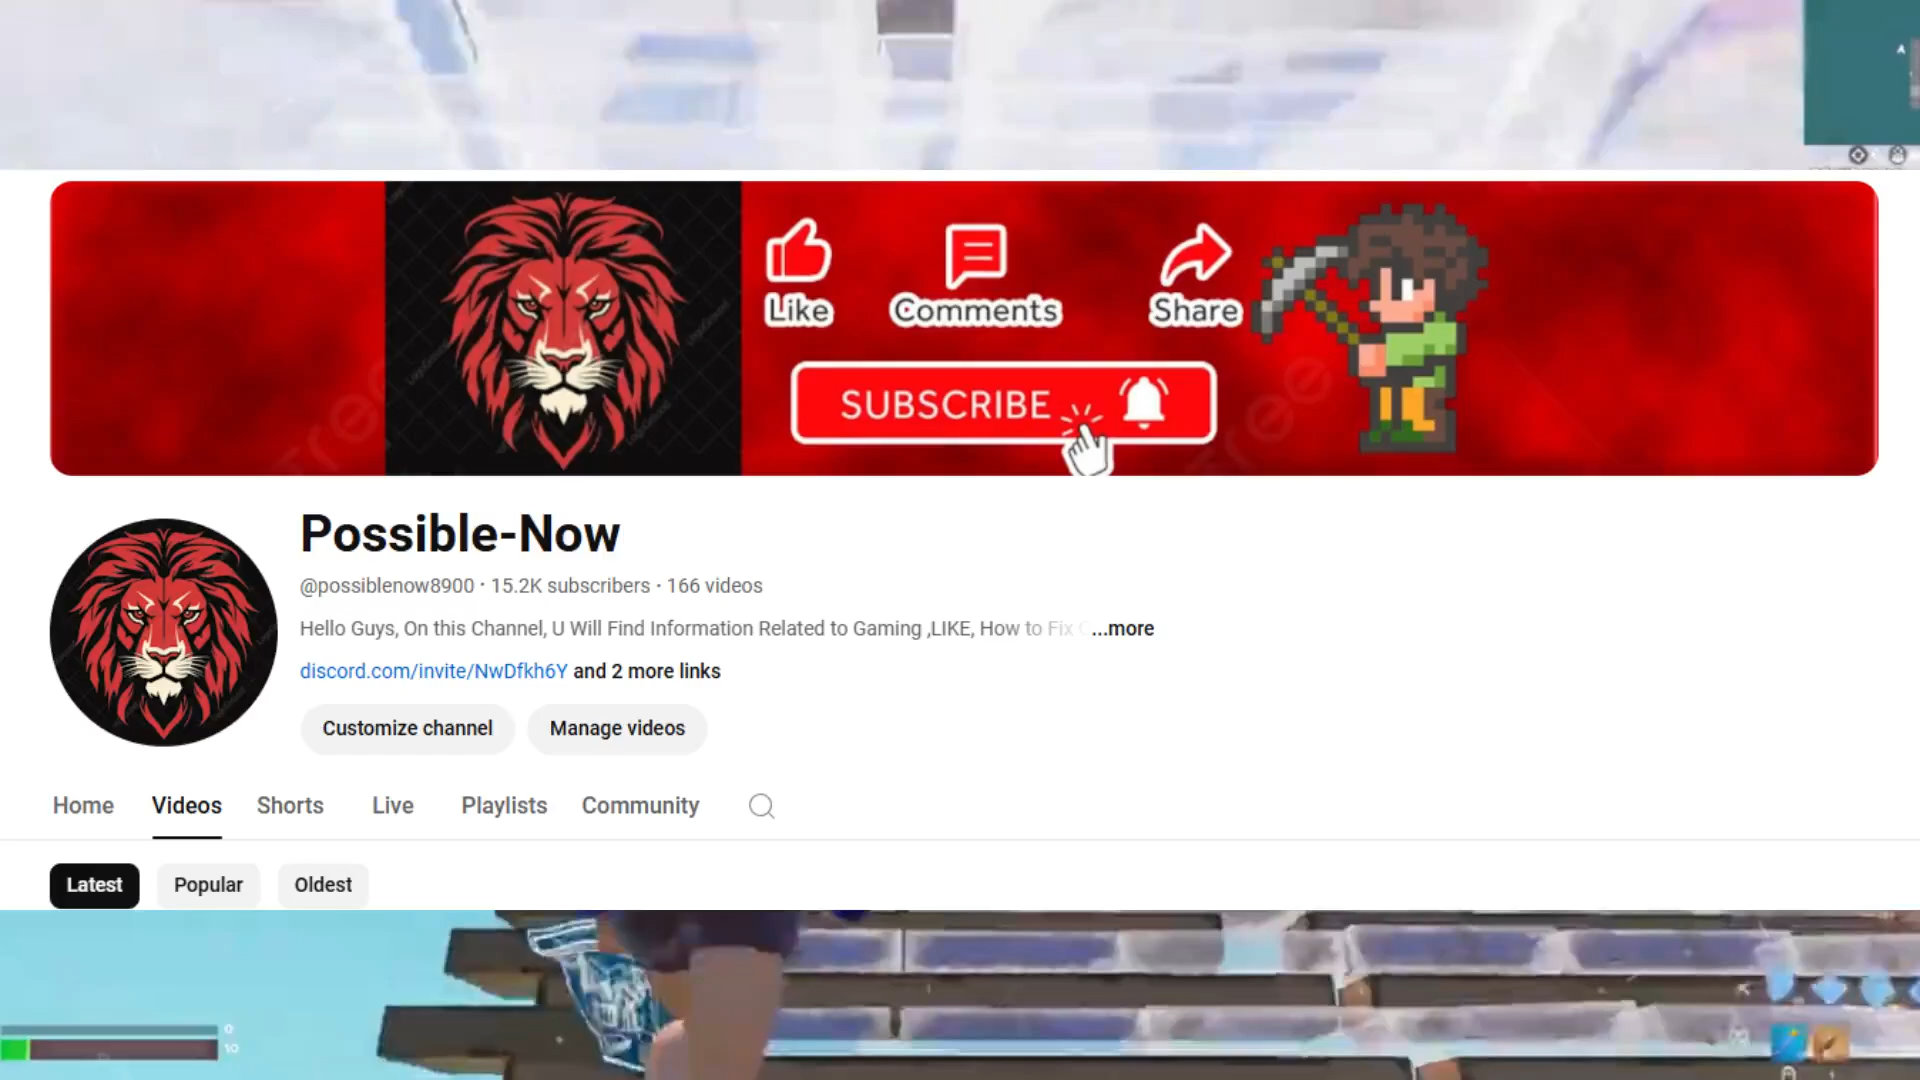 Like
Comments
Share
SUBSCRIBE
Possible-Now
@possiblenow8900 · 15.2K subscribers · 166 videos
Hello Guys, On this Channel, U Will Find Information Related to Gaming ,LIKE, How to Fix ...more
discord.com/invite/NwDfkh6Y and 2 more links
Customize channel
Manage videos
Home
Videos
Shorts
Live
Playlists
Community
Latest
Popular
Oldest
0
10